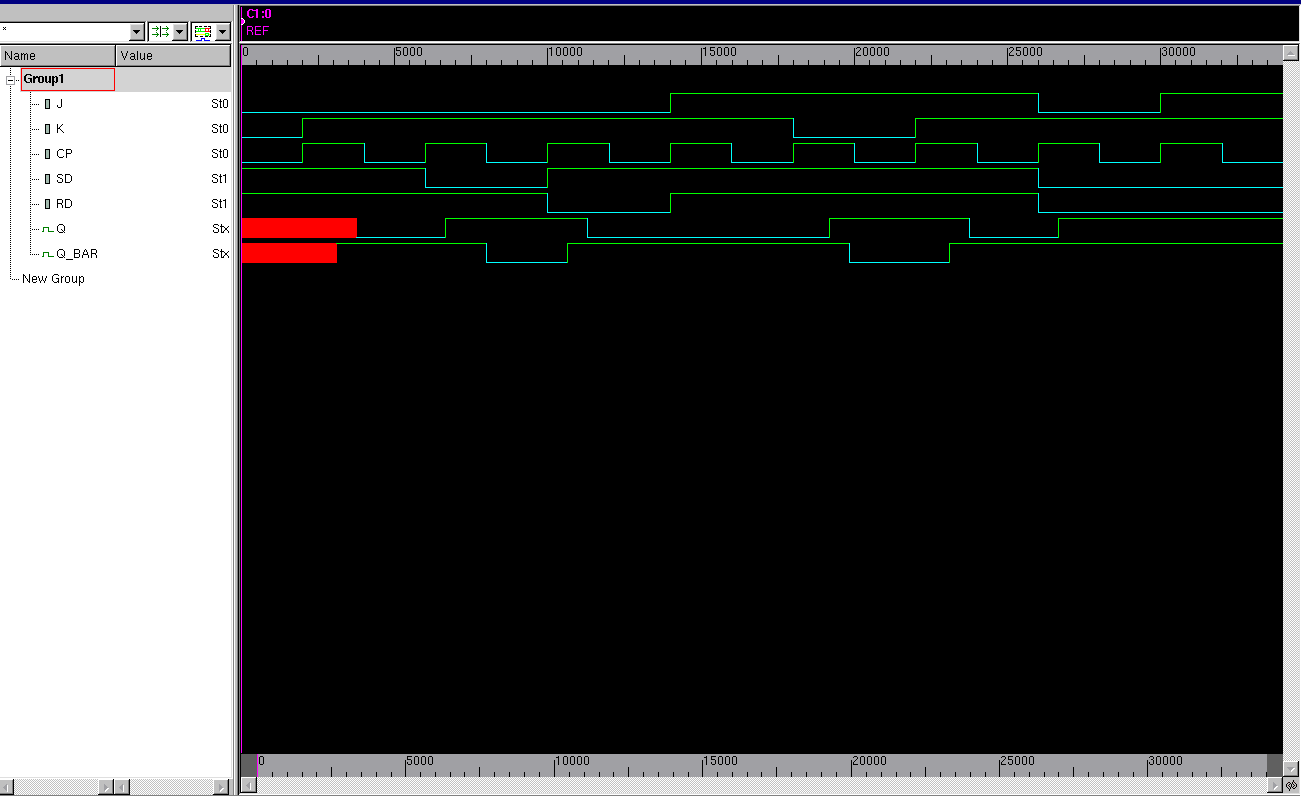 C1:0
*
REF
Name Value
0 5000 10000 15000 20000 25000 30000
Group1
J St0
K St0
CP St0
SD St1
RD St1
Q Stx
Q_BAR Stx
New Group
0 5000 10000 15000 20000 25000 30000